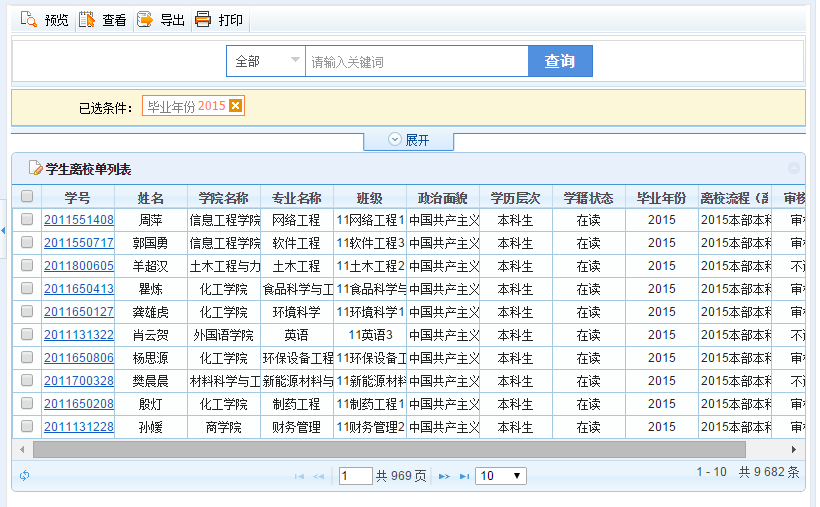 预览 查看 导出 打印
全部 请输入关键词 查询
已选条件： 毕业年份 2015
展开
学生离校单列表
学号 姓名 学院名称 专业名称 班级 政治面貌 学历层次 学籍状态 毕业年份 离校流程（离 审核
2011551408 周萍 信息工程学院 网络工程 11网络工程1 中国共产主义 本科生 在读 2015 2015本部本科 审核
2011550717 郭国勇 信息工程学院 软件工程 11软件工程3 中国共产主义 本科生 在读 2015 2015本部本科 审核
2011800605 羊超汉 土木工程与力 土木工程 11土木工程2 中国共产主义 本科生 在读 2015 2015本部本科 不通
2011650413 瞿炼 化工学院 食品科学与工 11食品科学与 中国共产主义 本科生 在读 2015 2015本部本科 审核
2011650127 龚雄虎 化工学院 环境科学 11环境科学1 中国共产主义 本科生 在读 2015 2015本部本科 审核
2011131322 肖云贺 外国语学院 英语 11英语3 中国共产主义 本科生 在读 2015 2015本部本科 不通
2011650806 杨思源 化工学院 环保设备工程 11环保设备工 中国共产主义 本科生 在读 2015 2015本部本科 审核
2011700328 樊晨晨 材料科学与工 新能源材料与 11新能源材料 中国共产主义 本科生 在读 2015 2015本部本科 不通
2011650208 殷灯 化工学院 制药工程 11制药工程1 中国共产主义 本科生 在读 2015 2015本部本科 审核
2011131228 孙媛 商学院 财务管理 11财务管理2 中国共产主义 本科生 在读 2015 2015本部本科 审核
1 共 969 页 10 1 - 10 共 9 682 条